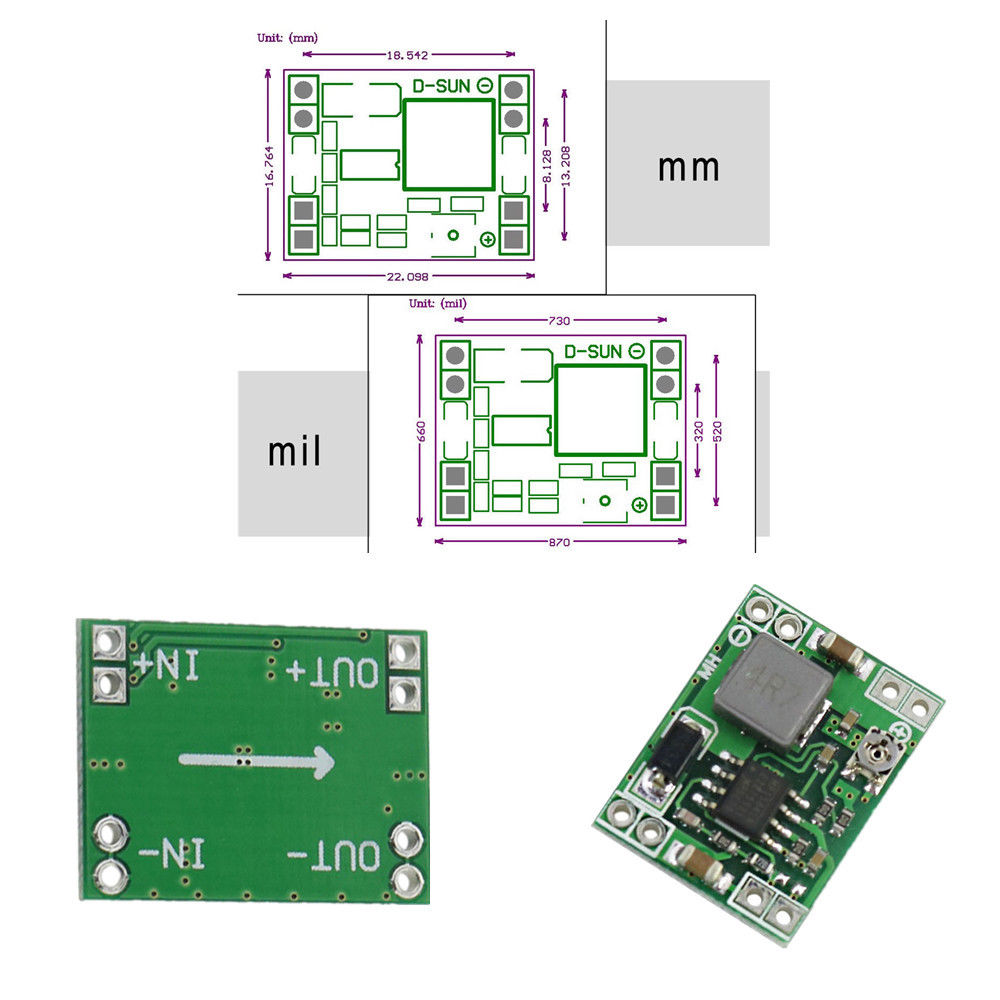 Unit: (mm)
18.542
D-SUN ⊖
16.764
8.128
13.208
⊕
22.098
mm
Unit: (mil)
730
D-SUN ⊖
660
320
520
⊕
870
mil
IN+
OUT+
IN-
OUT-
MH
4R7